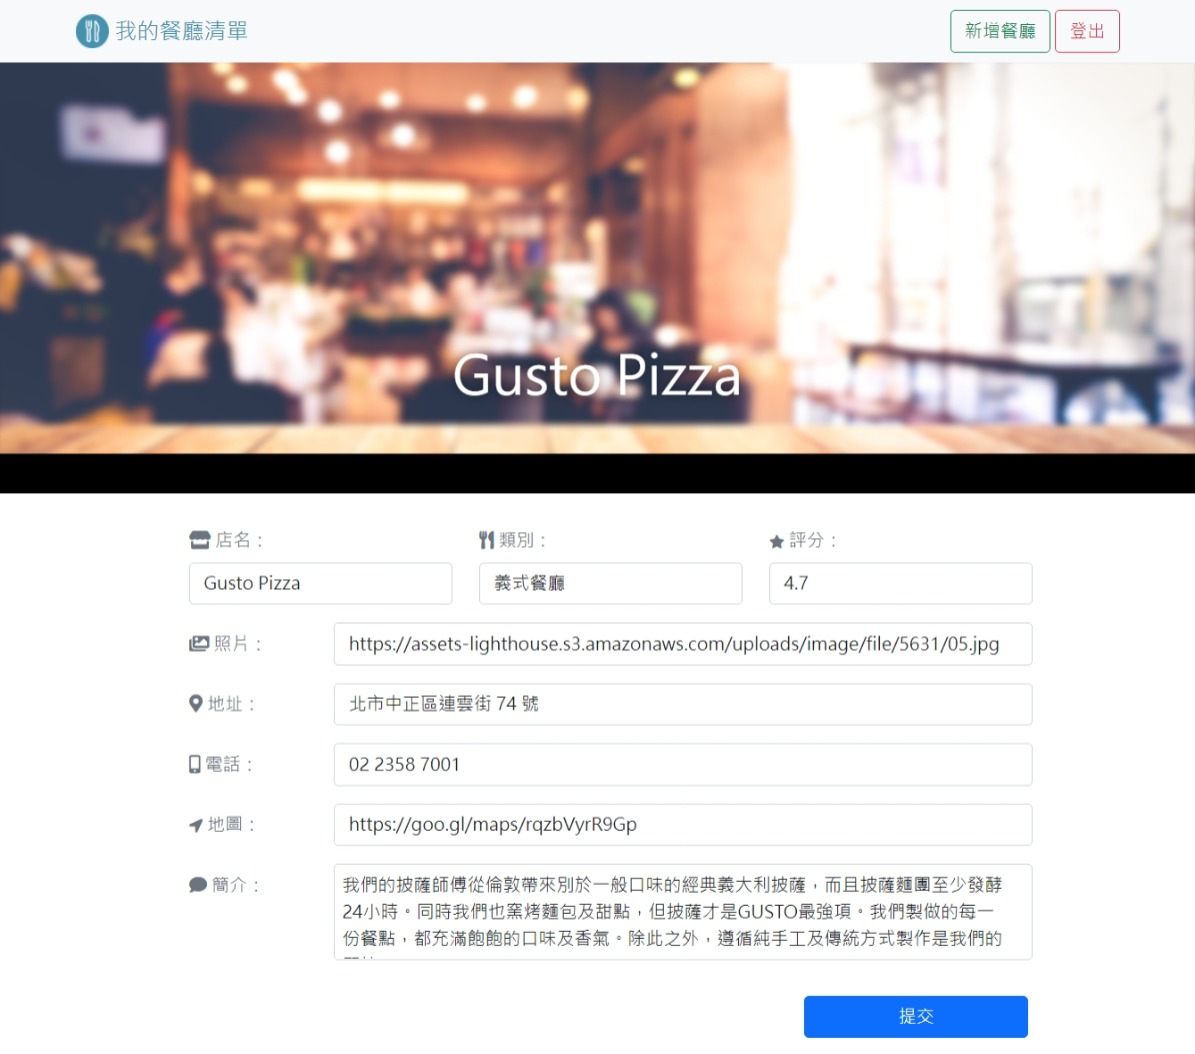 我的餐廳清單
新增餐廳 登出
Gusto Pizza
店名：
類別：
評分：
Gusto Pizza
義式餐廳
4.7
照片：
https://assets-lighthouse.s3.amazonaws.com/uploads/image/file/5631/05.jpg
地址：
北市中正區連雲街 74 號
電話：
02 2358 7001
地圖：
https://goo.gl/maps/rqzbVyrR9Gp
簡介：
我們的披薩師傅從倫敦帶來別於一般口味的經典義大利披薩，而且披薩麵團至少發酵
24小時。同時我們也窯烤麵包及甜點，但披薩才是GUSTO最強項。我們製做的每一
份餐點，都充滿飽飽的口味及香氣。除此之外，遵循純手工及傳統方式製作是我們的
提交